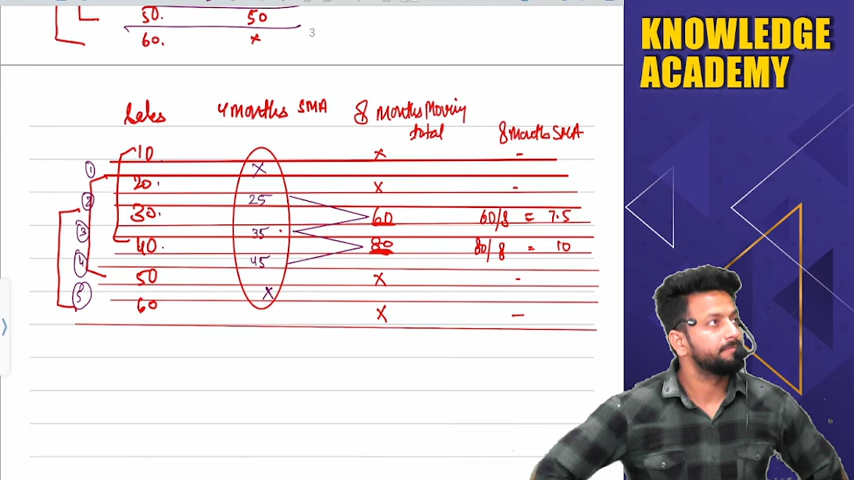 50. 50
60. x
3
KNOWLEDGE
ACADEMY
Sales 4 months SMA 8 Months Moving total 8 Months SMA
10 x -
① x
20. x -
② 25
30. 60 60/8 = 7.5
③ 35
40. 80 80/8 = 10
④ 45
50 x -
⑤ x
60 x -